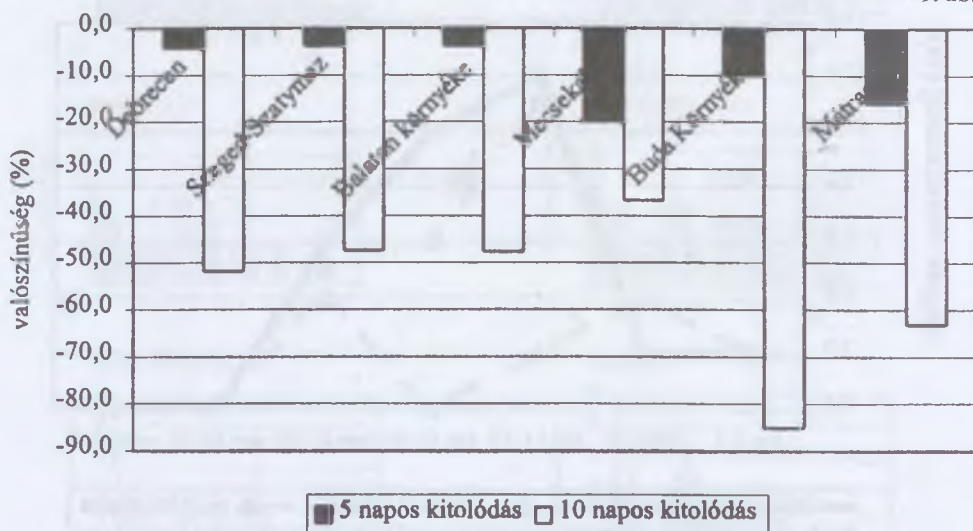 0,0
-10,0
-20,0
-30,0
-40,0
-50,0
-60,0
-70,0
-80,0
-90,0
valószínűség (%)
Debrecen
Szeged-Szatymaz
Balaton környéke
Buda környéke
Mátra
5 napos kitolódás
10 napos kitolódás